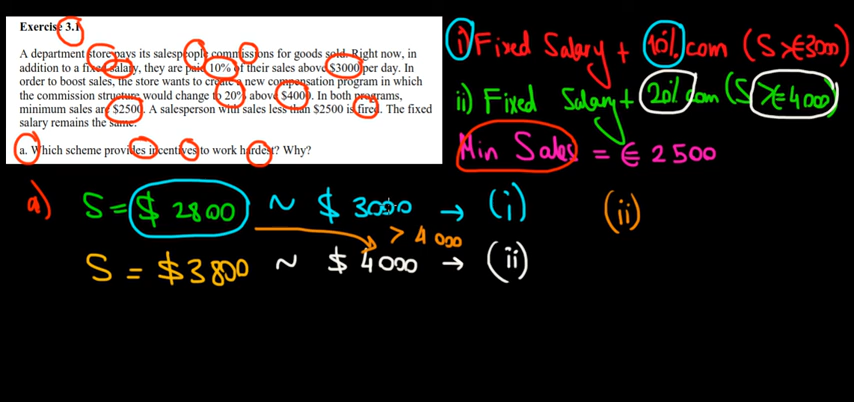 Exercise 3.1
A department store pays its salespeople commissions for goods sold. Right now, in
addition to a fixed salary, they are paid 10% of their sales above $3000 per day. In
order to boost sales, the store wants to create a new compensation program in which
the commission structure would change to 20% above $4000. In both programs,
minimum sales are $2500. A salesperson with sales less than $2500 is fired. The fixed
salary remains the same.
a. Which scheme provides incentives to work hardest? Why?
i) Fixed Salary + 10% com (S >€3000)
ii) Fixed Salary + 20% com (S >€4000)
Min Sales = € 2500
a) S = $ 2800 ~ $ 3000 → (i) (ii)
> 4000
S = $3800 ~ $ 4000 → (ii)